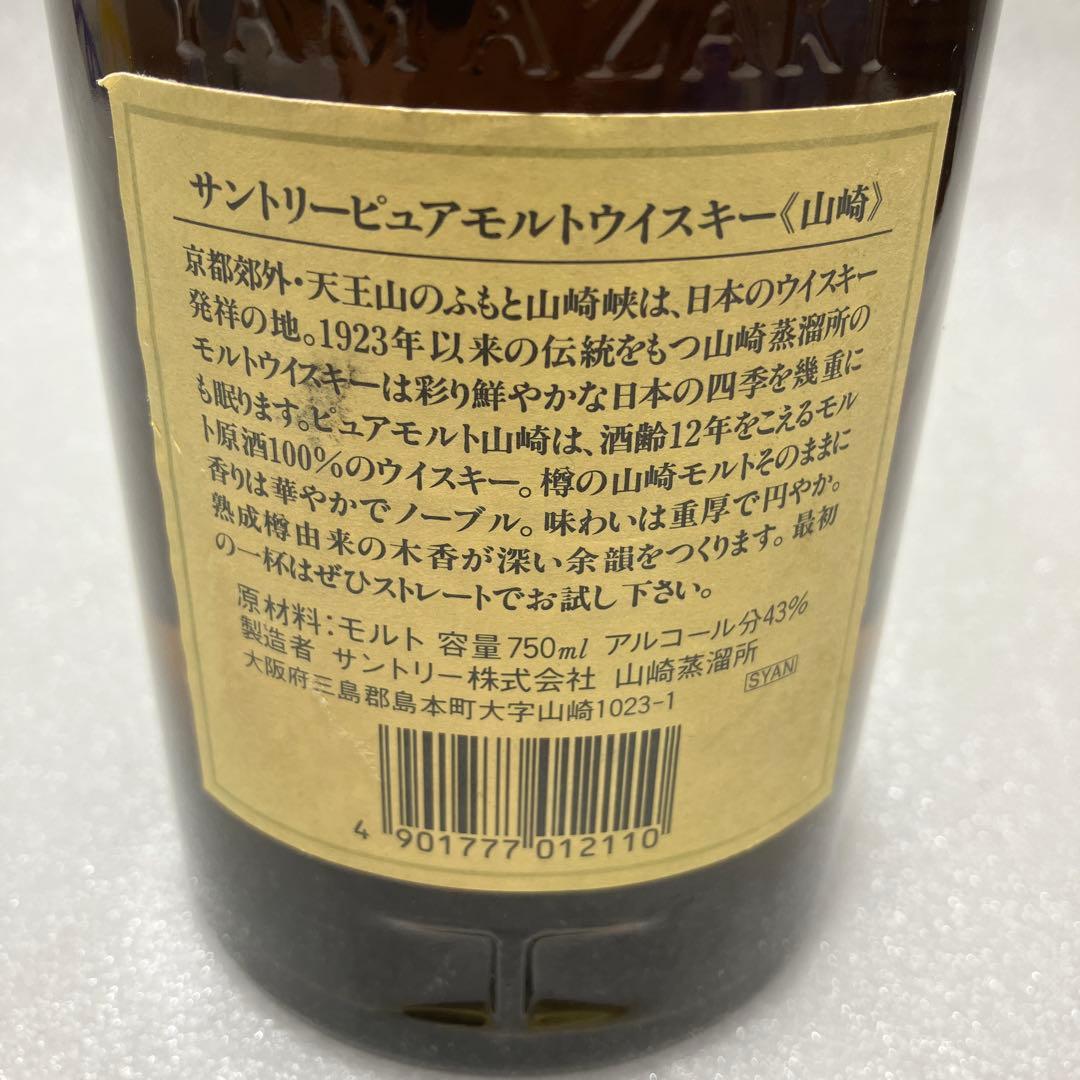 YAMAZAKI
サントリーピュアモルトウイスキー《山崎》
京都郊外・天王山のふもと山崎峡は、日本のウイスキー
発祥の地。1923年以来の伝統をもつ山崎蒸溜所の
モルトウイスキーは彩り鮮やかな日本の四季を幾重に
も眠ります。ピュアモルト山崎は、酒齢12年をこえるモル
ト原酒100%のウイスキー。樽の山崎モルトそのままに
香りは華やかでノーブル。味わいは重厚で円やか。
熟成樽由来の木香が深い余韻をつくります。最初
の一杯はぜひストレートでお試し下さい。
原材料：モルト 容量750ml アルコール分43%
製造者 サントリー株式会社 山崎蒸溜所
大阪府三島郡島本町大字山崎1023-1 SYAN
4 901777 012110